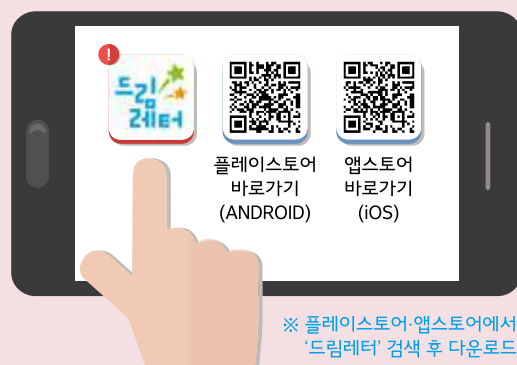 !
드림
레터
플레이스토어
바로가기
(ANDROID)
앱스토어
바로가기
(iOS)
※ 플레이스토어·앱스토어에서
‘드림레터’ 검색 후 다운로드